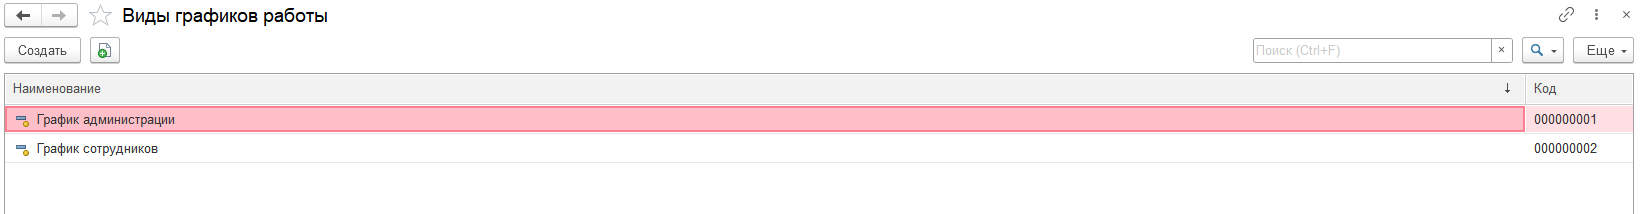 Виды графиков работы
Создать
Поиск (Ctrl+F)
Еще
Наименование Код
График администрации 000000001
График сотрудников 000000002